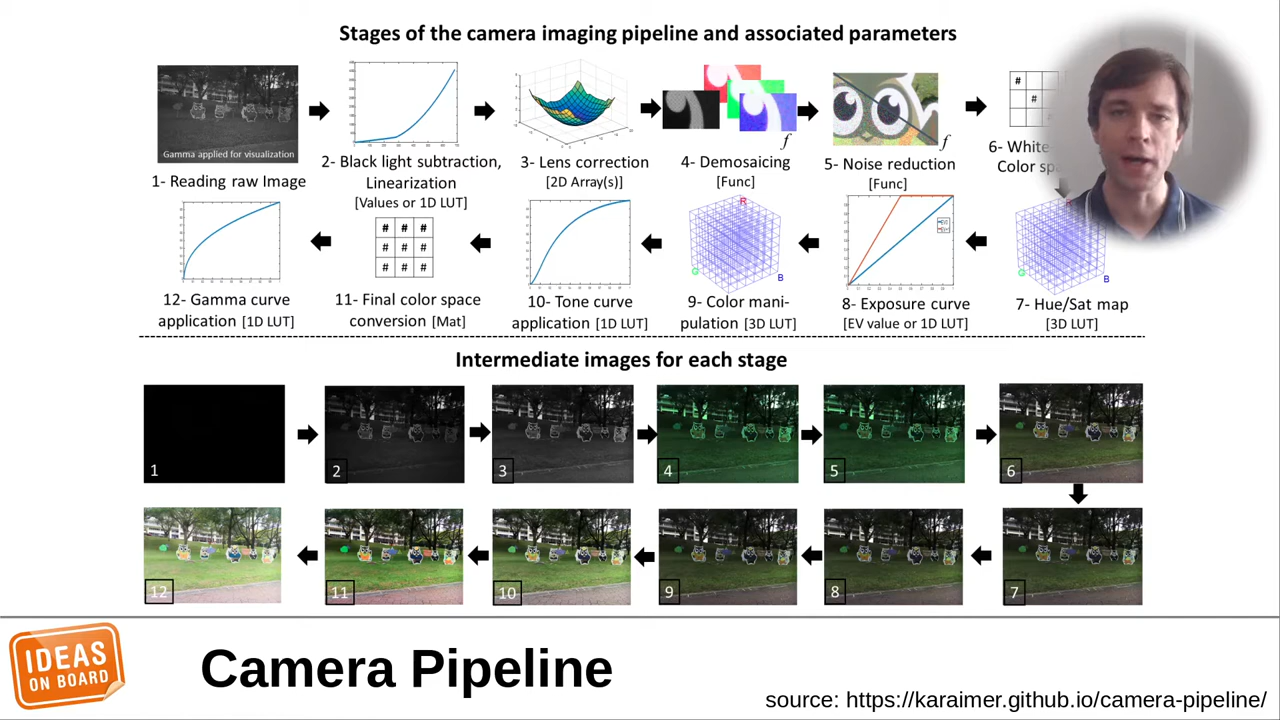 Stages of the camera imaging pipeline and associated parameters
Gamma applied for visualization
1- Reading raw Image
2- Black light subtraction,
Linearization
[Values or 1D LUT]
3- Lens correction
[2D Array(s)]
f
4- Demosaicing
[Func]
f
5- Noise reduction
[Func]
#
#
6- White
Color
12- Gamma curve
application [1D LUT]
# # #
# # #
# # #
11- Final color space
conversion [Mat]
10- Tone curve
application [1D LUT]
R
G
B
9- Color mani-
pulation [3D LUT]
8- Exposure curve
[EV value or 1D LUT]
G
B
7- Hue/Sat map
[3D LUT]
Intermediate images for each stage
1
2
3
4
5
6
12
11
10
9
8
7
IDEAS
ON BOARD
Camera Pipeline
source: https://karaimer.github.io/camera-pipeline/